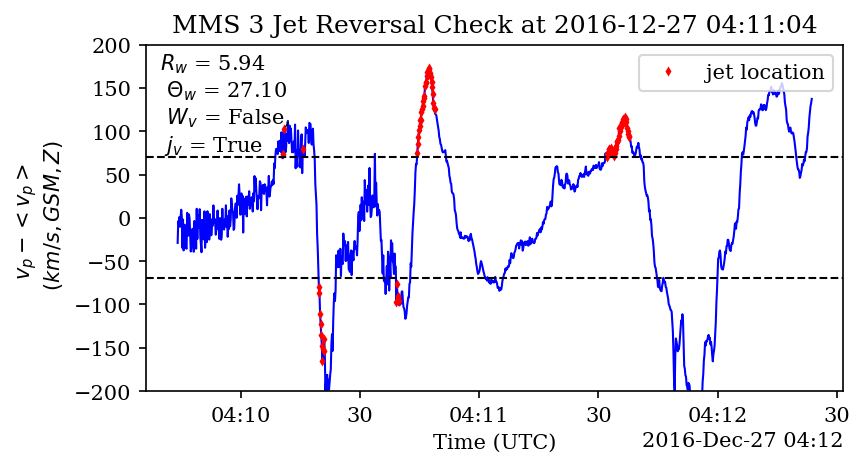 MMS 3 Jet Reversal Check at 2016-12-27 04:11:04
200
150
100
50
0
−50
−100
−150
−200
v_p − < v_p >
(km/s, GSM, Z)
R_w = 5.94
Θ_w = 27.10
W_v = False
j_v = True
jet location
04:10 30 04:11 30 04:12 30
Time (UTC)
2016-Dec-27 04:12